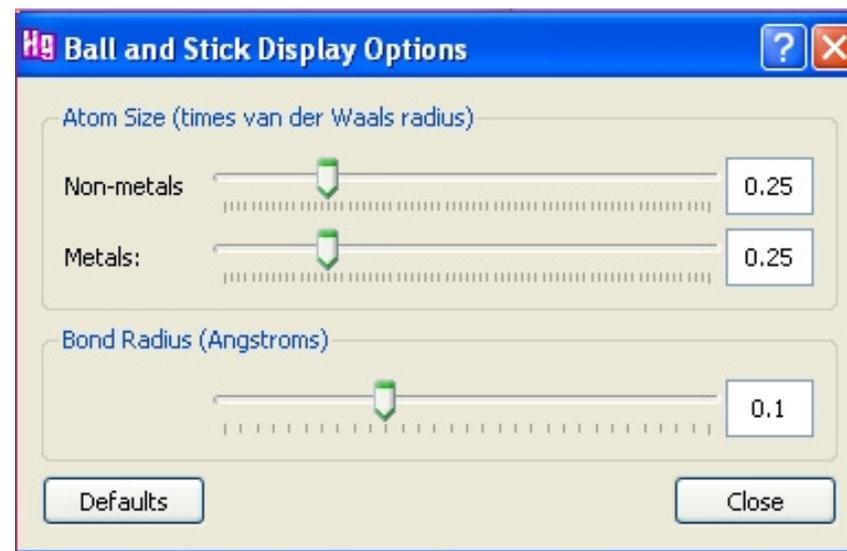 Hg Ball and Stick Display Options ?
Atom Size (times van der Waals radius)
Non-metals 0.25
Metals: 0.25
Bond Radius (Angstroms)
0.1
Defaults Close